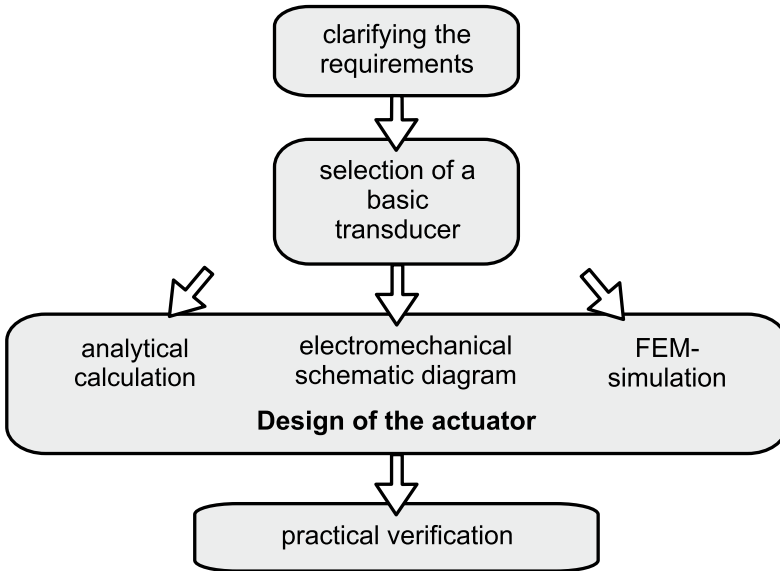 clarifying the
requirements
selection of a
basic
transducer
analytical
calculation
electromechanical
schematic diagram
FEM-
simulation
Design of the actuator
practical verification